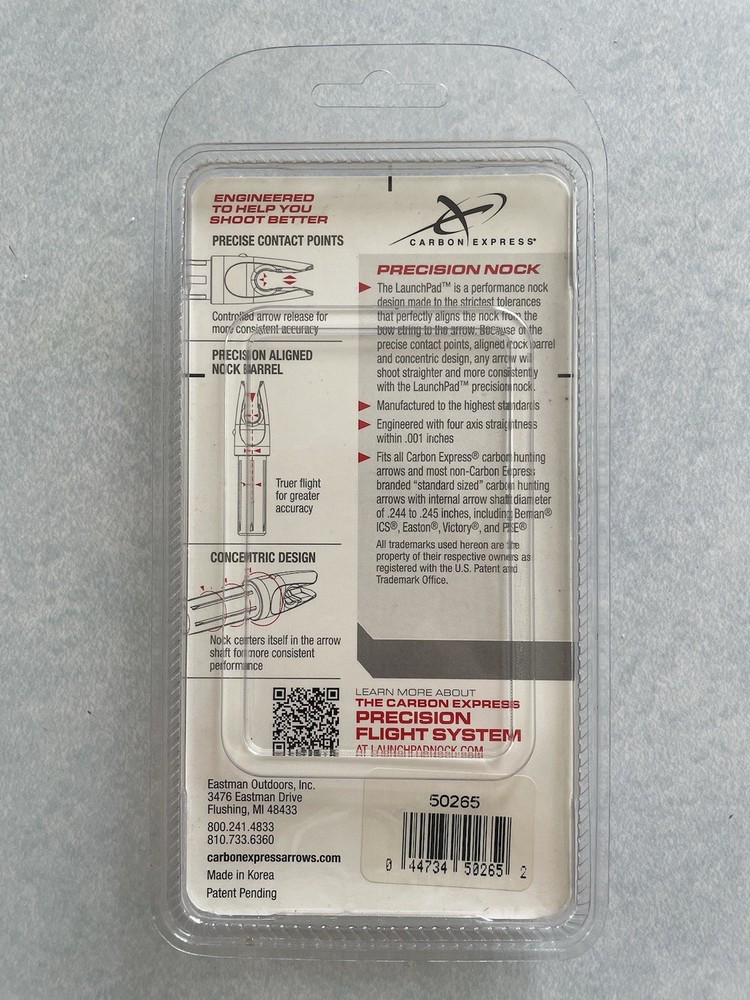 ENGINEERED
TO HELP YOU
SHOOT BETTER
PRECISE CONTACT POINTS
Controlled arrow release for
more consistent accuracy
PRECISION ALIGNED
NOCK BARREL
Truer flight
for greater
accuracy
CONCENTRIC DESIGN
Nock centers itself in the arrow
shaft for more consistent
performance
CARBON EXPRESS®
PRECISION NOCK
The LaunchPad™ is a performance nock
design made to the strictest tolerances
that perfectly aligns the nock from the
bow string to the arrow. Because of the
precise contact points, aligned nock barrel
and concentric design, any arrow will
shoot straighter and more consistently
with the LaunchPad™ precision nock.
Manufactured to the highest standards
Engineered with four axis straightness
within .001 inches
Fits all Carbon Express® carbon hunting
arrows and most non-Carbon Express
branded “standard sized” carbon hunting
arrows with internal arrow shaft diameter
of .244 to .245 inches, including Beman®
ICS®, Easton®, Victory®, and PSE®
All trademarks used hereon are the
property of their respective owners as
registered with the U.S. Patent and
Trademark Office.
LEARN MORE ABOUT
THE CARBON EXPRESS
PRECISION
FLIGHT SYSTEM
AT LAUNCHPADNOCK.COM
Eastman Outdoors, Inc.
3476 Eastman Drive
Flushing, MI 48433
800.241.4833
810.733.6360
carbonexpressarrows.com
Made in Korea
Patent Pending
50265
0 44734 50265 2